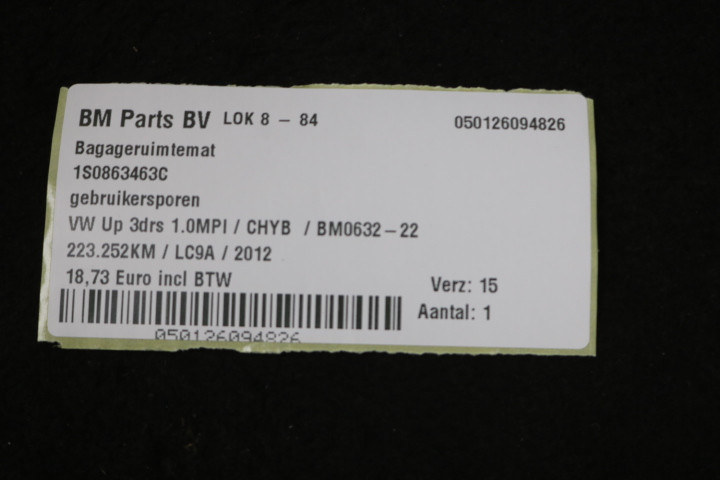 BM Parts BV LOK 8 - 84 050126094826
Bagageruimtemat
1S0863463C
gebruikersporen
VW Up 3drs 1.0MPI / CHYB / BM0632-22
223.252KM / LC9A / 2012
18,73 Euro incl BTW Verz: 15
Aantal: 1
050126094826